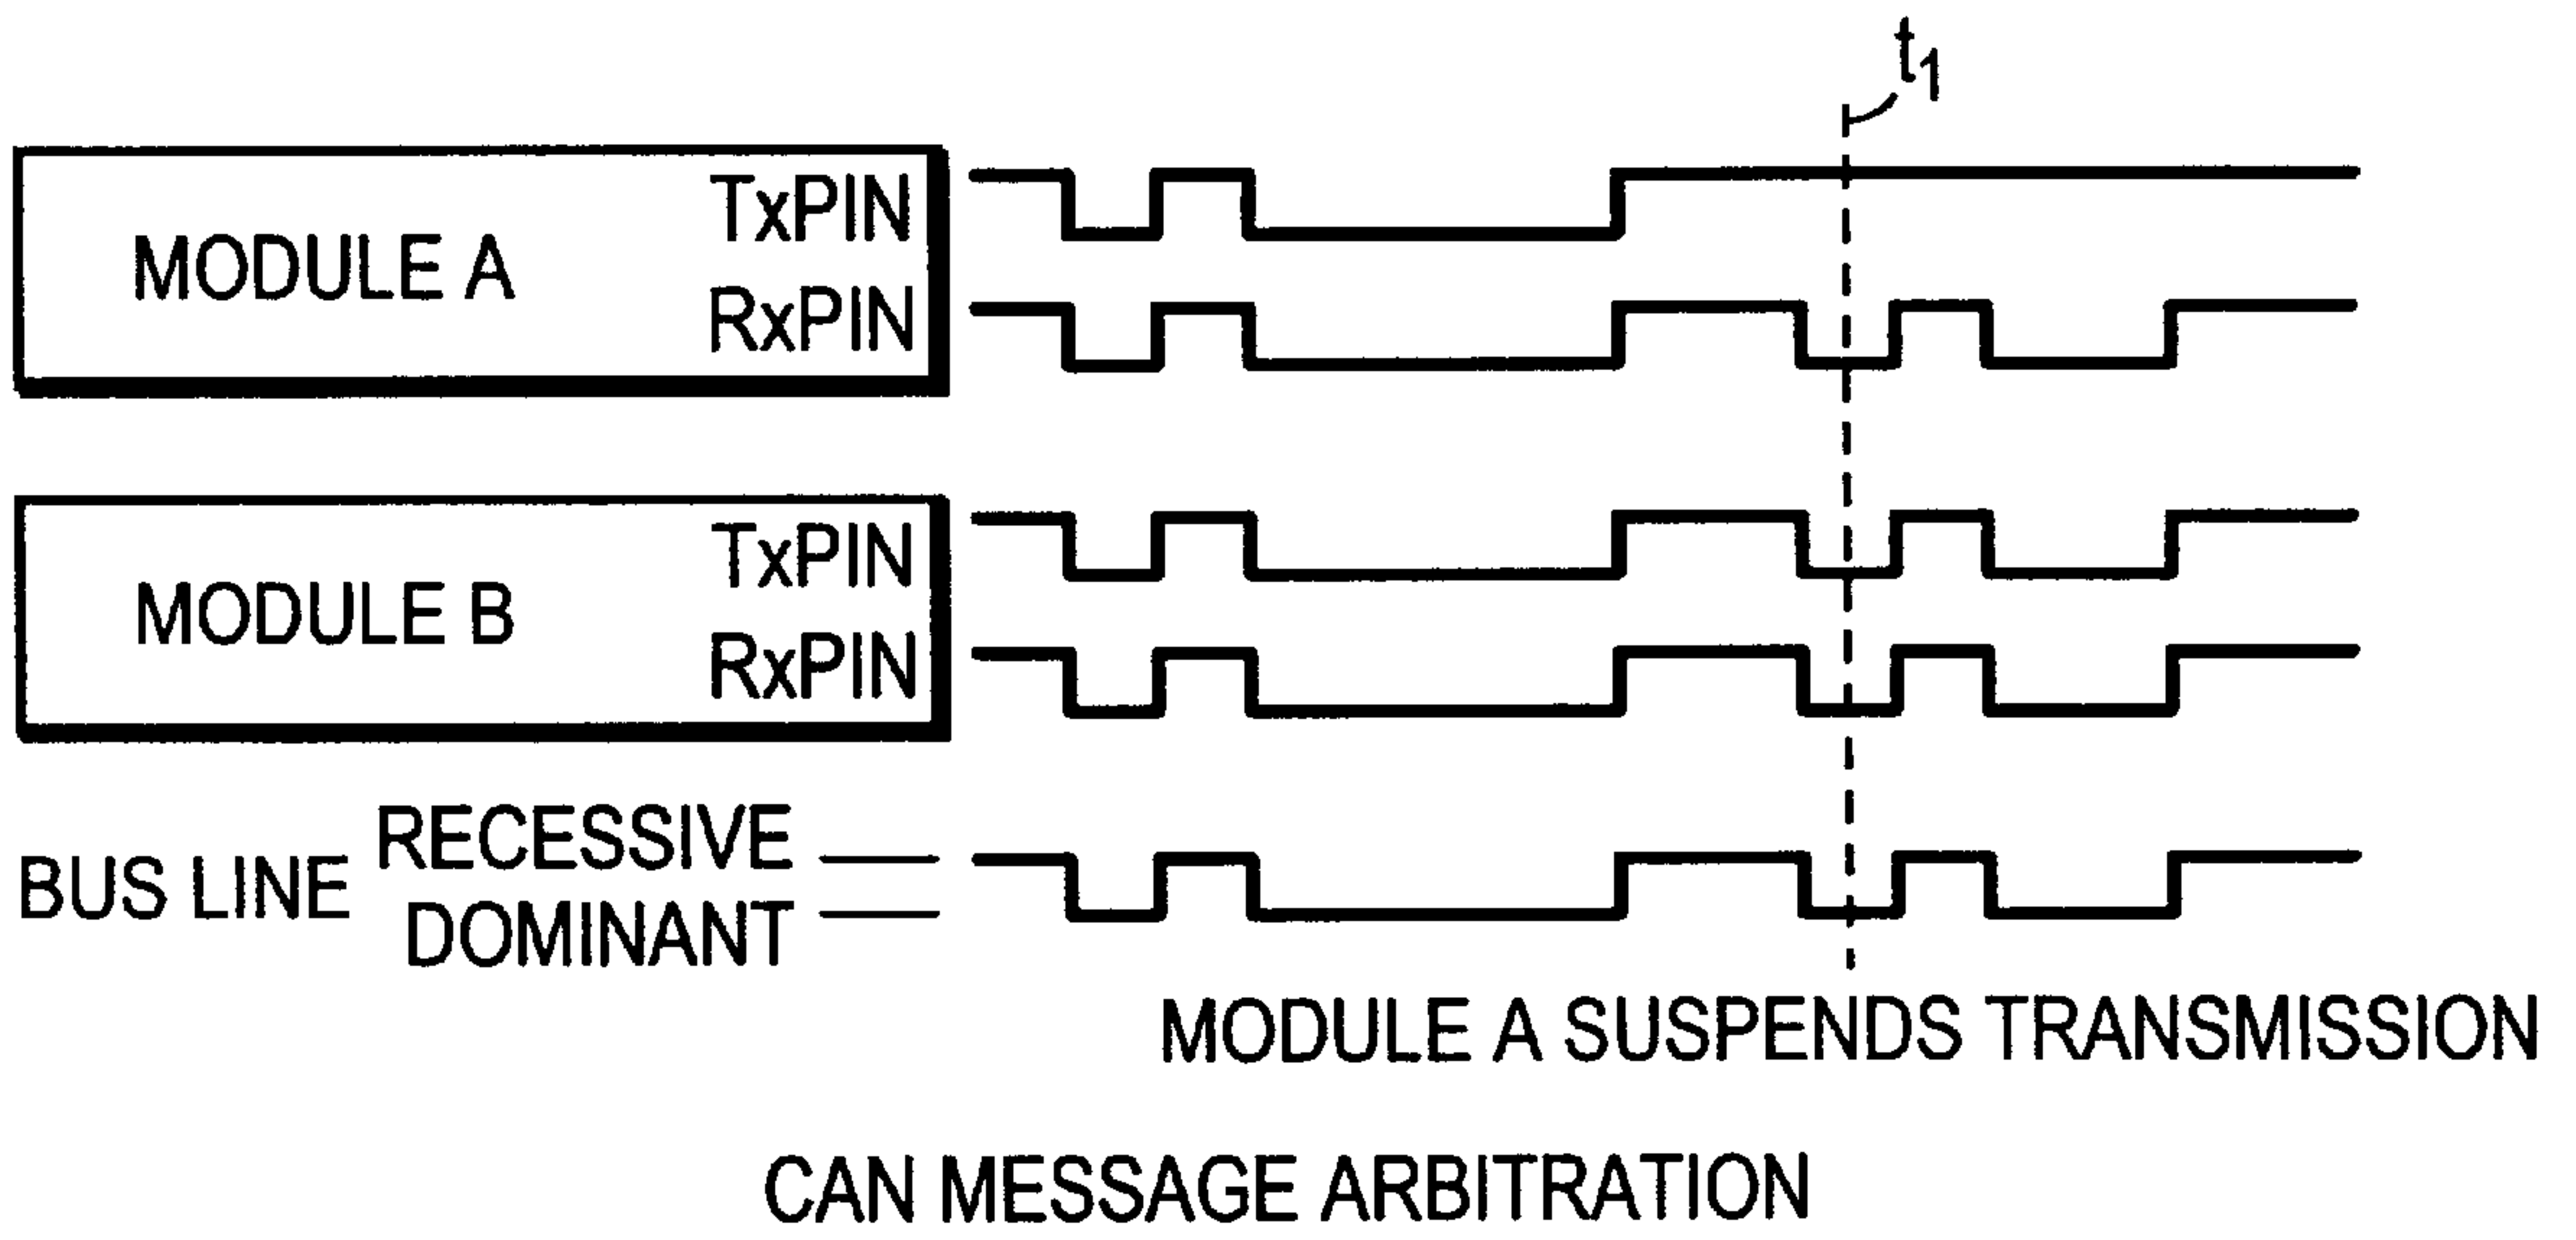 t1
MODULE A
TxPIN
RxPIN
MODULE B
TxPIN
RxPIN
BUS LINE
RECESSIVE
DOMINANT
MODULE A SUSPENDS TRANSMISSION
CAN MESSAGE ARBITRATION